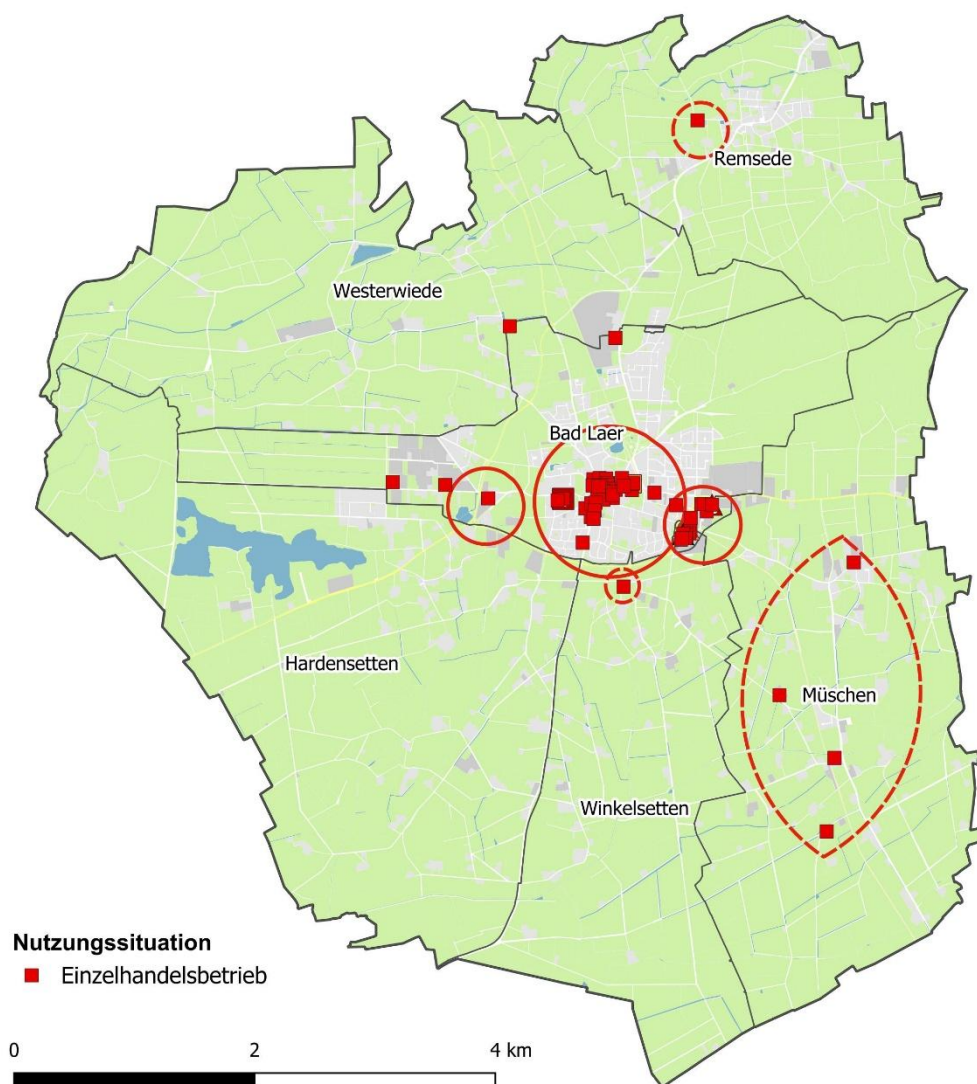 Remsede
Westerwiede
Bad Laer
Hardensetten
Müschen
Winkelsetten
Nutzungssituation
Einzelhandelsbetrieb
0 2 4 km